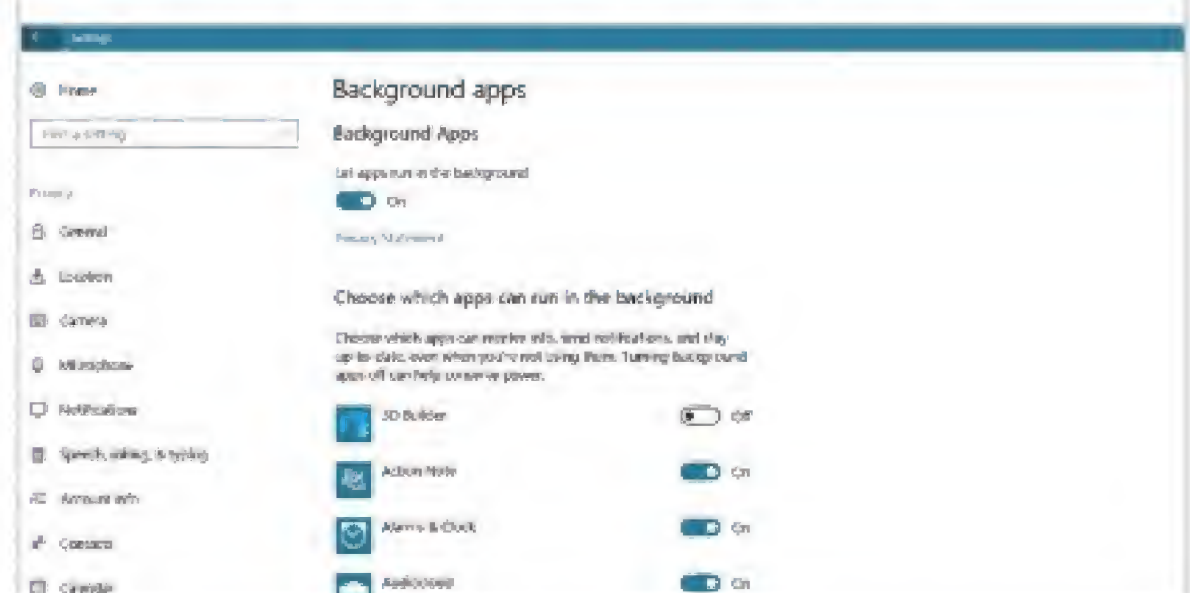 Settings
Home
Find a setting
Privacy
General
Location
Camera
Microphone
Notifications
Speech, inking, & typing
Account info
Contacts
Calendar
Background apps
Background Apps
Let apps run in the background
On
Privacy Statement
Choose which apps can run in the background
Choose which apps can receive info, send notifications, and stay
up-to-date, even when you're not using them. Turning background
apps off can help conserve power.
3D Builder Off
Action Note On
Alarms & Clock On
Audiocloud On